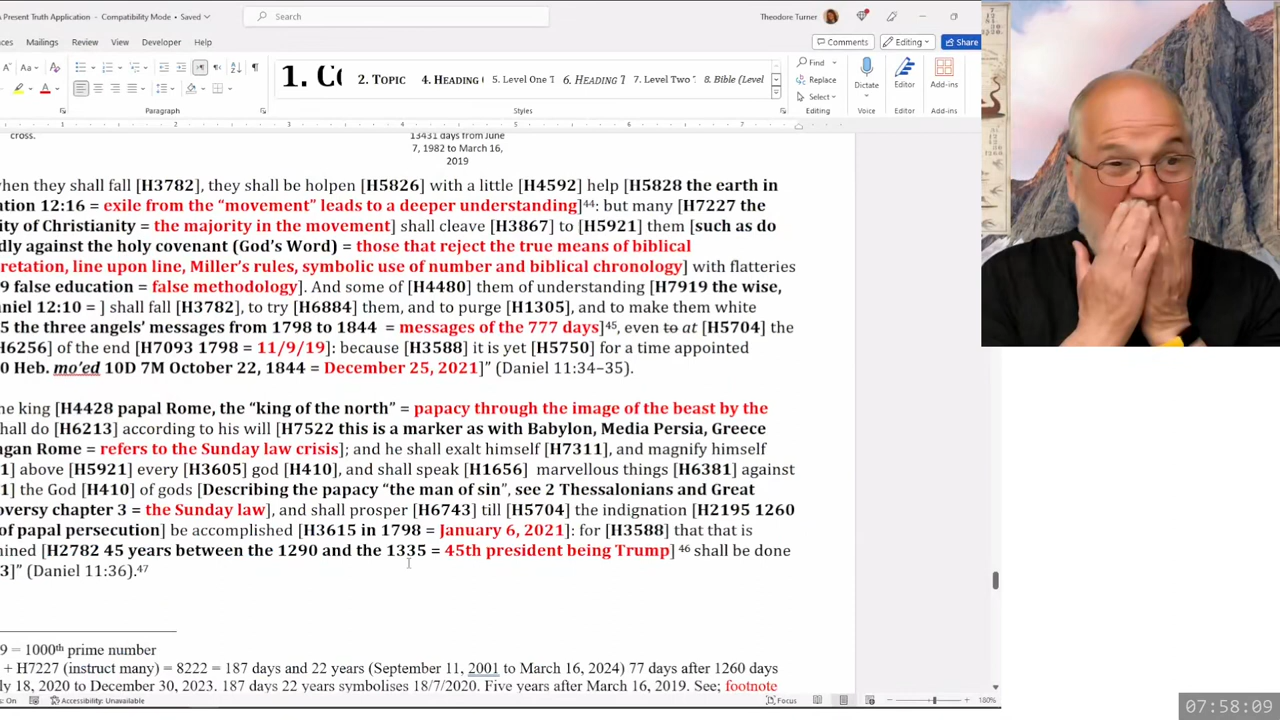 Present Truth Application - Compatibility Mode • Saved
Search
Theodore Turner
Mailings Review View Developer Help
Comments Editing Share
Aa
Find
Replace
Select
1. 2. TOPIC 4. HEADING 5. Level One T 6. HEADING T 7. Level Two 8. Bible (Level
Dictate Editor Add-ins
Paragraph Styles Editing Voice Editor Add-ins
1 2 3 4 5 6 7
cross.
13431 days from June
7, 1982 to March 16,
2019
when they shall fall [H3782], they shall be holpen [H5826] with a little [H4592] help [H5828 the earth in
12:16 = exile from the “movement” leads to a deeper understanding]44: but many [H7227 the
of Christianity = the majority in the movement] shall cleave [H3867] to [H5921] them [such as do
against the holy covenant (God’s Word) = those that reject the true means of biblical
line upon line, Miller’s rules, symbolic use of number and biblical chronology] with flatteries
9 false education = false methodology]. And some of [H4480] them of understanding [H7919 the wise,
12:10 = ] shall fall [H3782], to try [H6884] them, and to purge [H1305], and to make them white
5 the three angels’ messages from 1798 to 1844 = messages of the 777 days]45, even to at [H5704] the
H6256] of the end [H7093 1798 = 11/9/19]: because [H3588] it is yet [H5750] for a time appointed
0 Heb. mo’ed 10D 7M October 22, 1844 = December 25, 2021]” (Daniel 11:34–35).
king [H4428 papal Rome, the “king of the north” = papacy through the image of the beast by the
shall do [H6213] according to his will [H7522 this is a marker as with Babylon, Media Persia, Greece
Rome = refers to the Sunday law crisis]; and he shall exalt himself [H7311], and magnify himself
1] above [H5921] every [H3605] god [H410], and shall speak [H1656] marvellous things [H6381] against
1] the God [H410] of gods [Describing the papacy “the man of sin”, see 2 Thessalonians and Great
chapter 3 = the Sunday law], and shall prosper [H6743] till [H5704] the indignation [H2195 1260
of papal persecution] be accomplished [H3615 in 1798 = January 6, 2021]: for [H3588] that that is
[H2782 45 years between the 1290 and the 1335 = 45th president being Trump] 46 shall be done
3]” (Daniel 11:36).47
9 = 1000th prime number
+ H7227 (instruct many) = 8222 = 187 days and 22 years (September 11, 2001 to March 16, 2024) 77 days after 1260 days
18, 2020 to December 30, 2023. 187 days 22 years symbolises 18/7/2020. Five years after March 16, 2019. See; footnote
On Accessibility: Unavailable Focus 180%
07:58:09